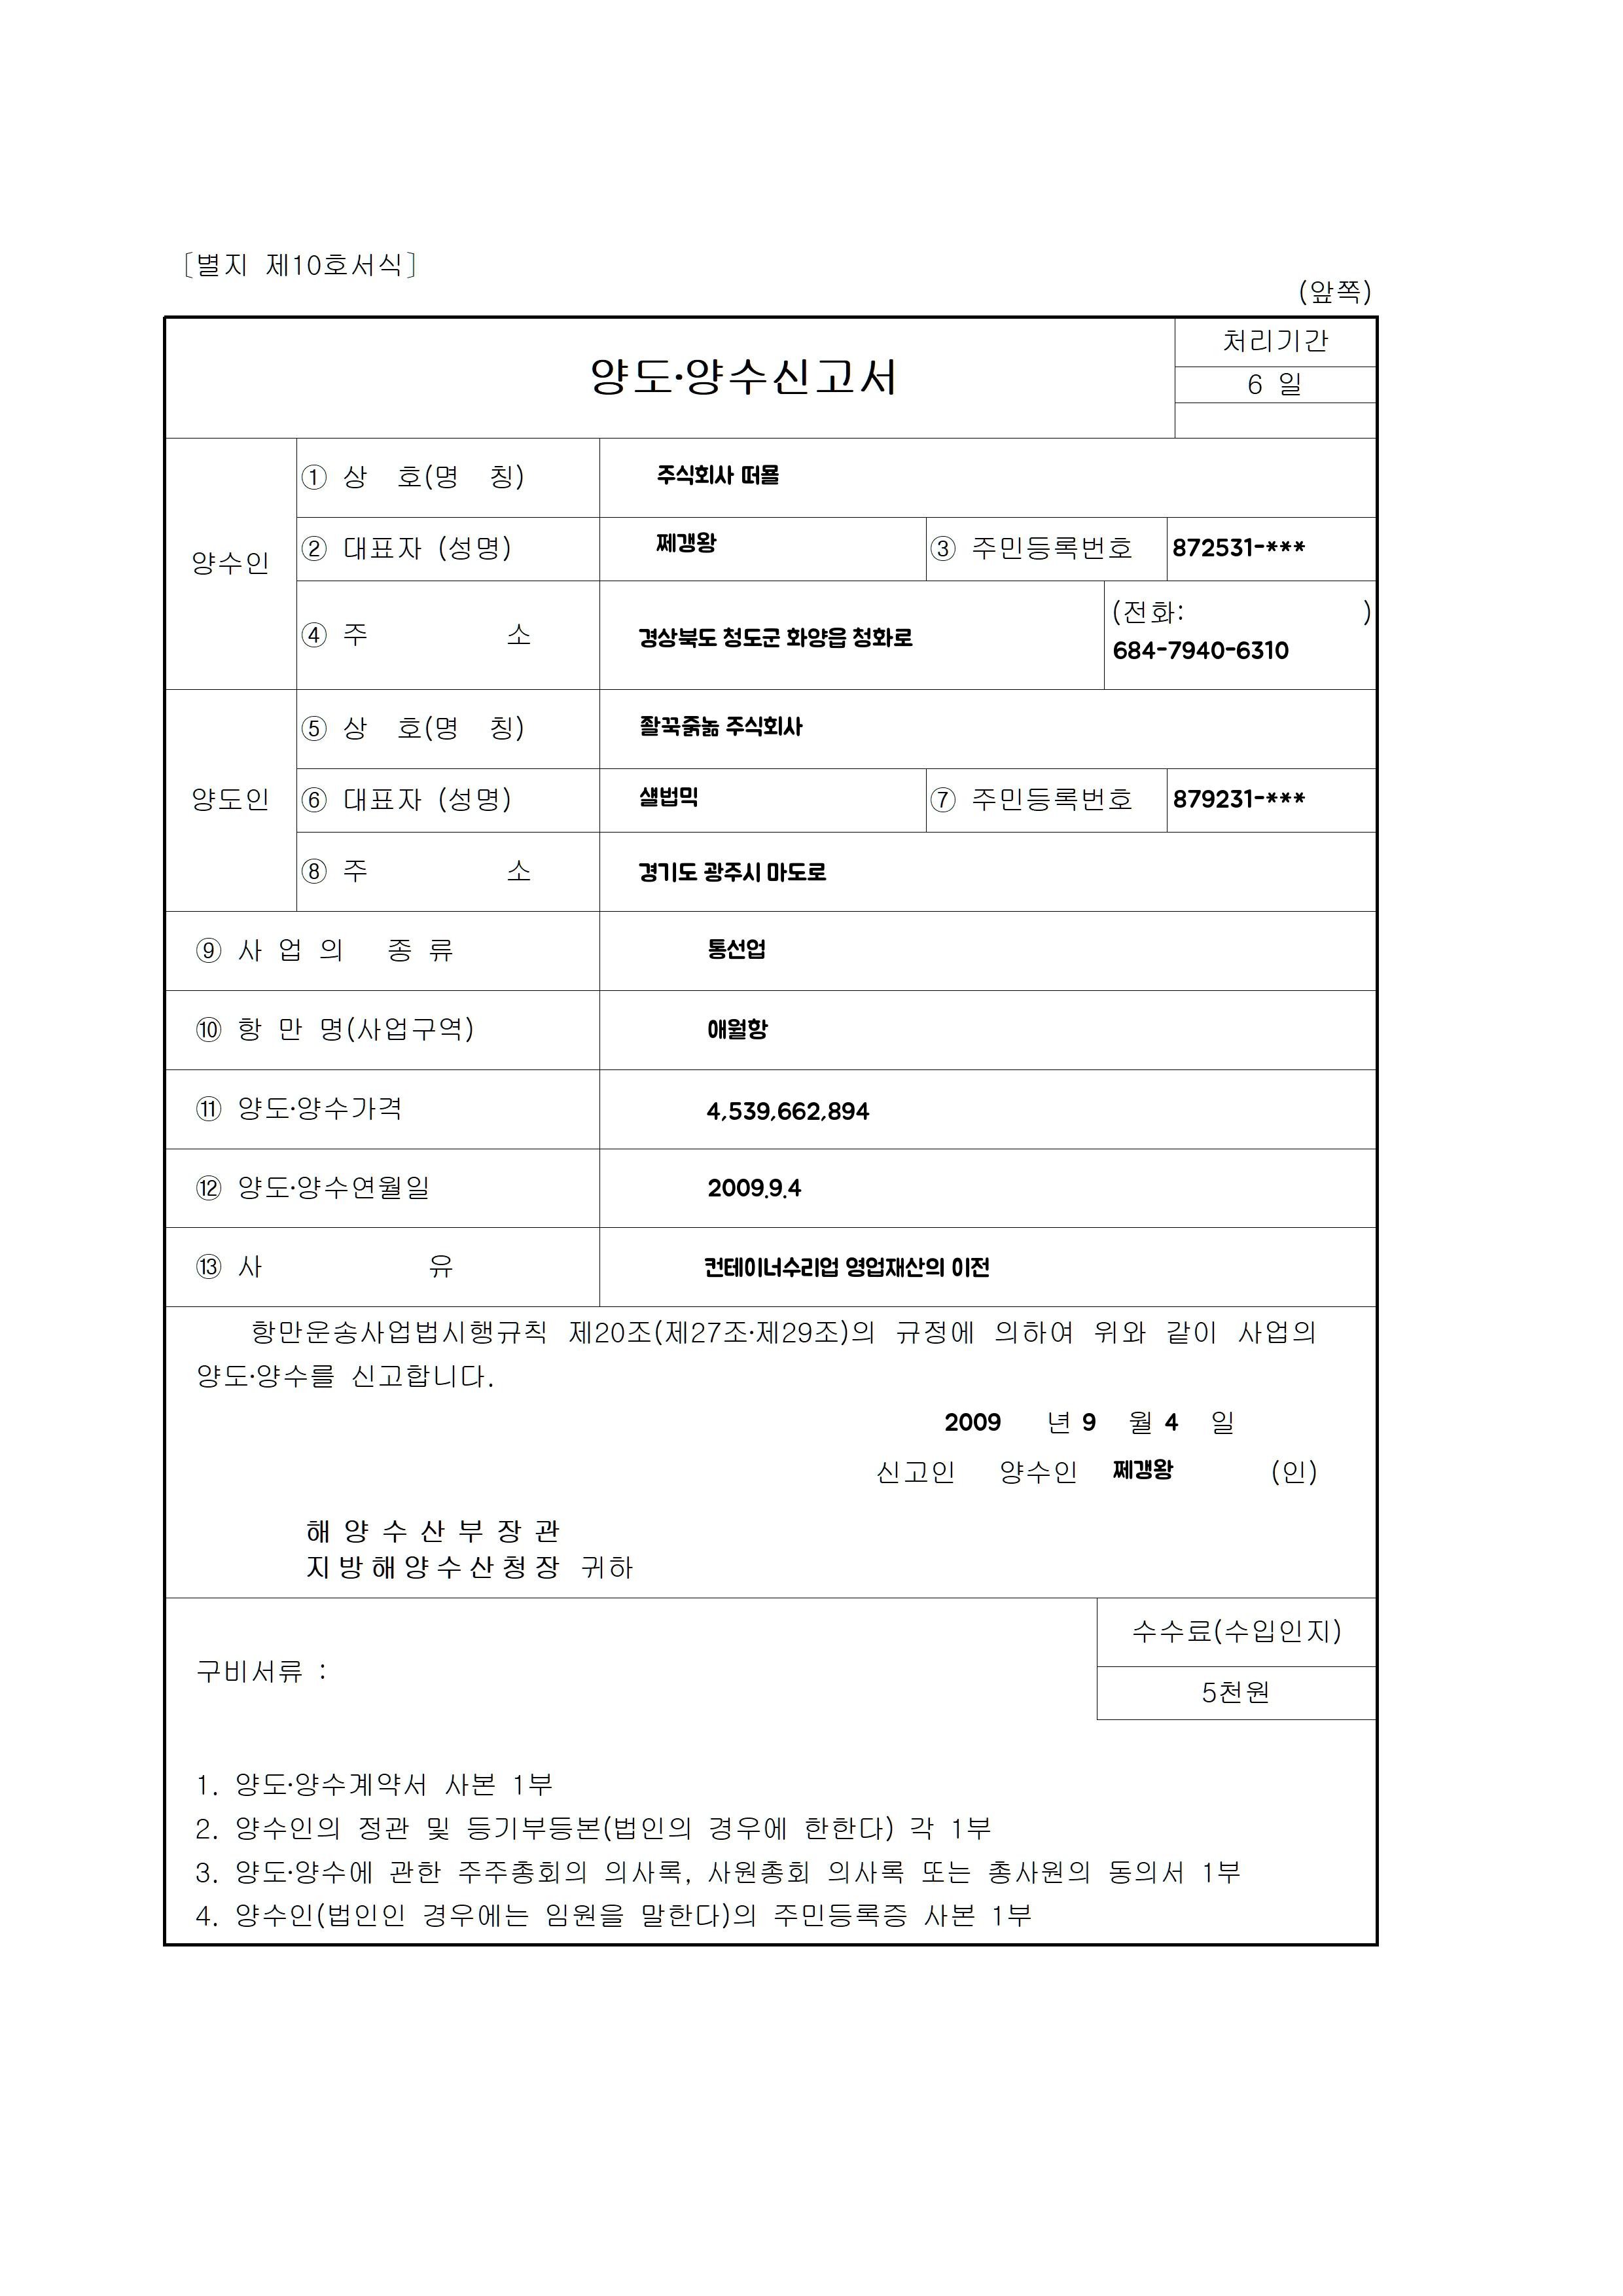 [별지 제10호서식]
(앞쪽)
양도·양수신고서
처리기간
6 일
양수인
① 상 호(명 칭)
주식회사 떠욜
② 대표자 (성명)
쩨갱왕
③ 주민등록번호
872531-***
④ 주 소
경상북도 청도군 화양읍 청화로
(전화: )
684-7940-6310
양도인
⑤ 상 호(명 칭)
좔꾹줅놂 주식회사
⑥ 대표자 (성명)
섈법믹
⑦ 주민등록번호
879231-***
⑧ 주 소
경기도 광주시 마도로
⑨ 사 업 의 종 류
통선업
⑩ 항 만 명(사업구역)
애월항
⑪ 양도·양수가격
4,539,662,894
⑫ 양도·양수연월일
2009.9.4
⑬ 사 유
컨테이너수리업 영업재산의 이전
항만운송사업법시행규칙 제20조(제27조·제29조)의 규정에 의하여 위와 같이 사업의
양도·양수를 신고합니다.
2009 년 9 월 4 일
신고인 양수인 쩨갱왕 (인)
해 양 수 산 부 장 관
지 방 해 양 수 산 청 장 귀하
구비서류 :
수수료(수입인지)
5천원
1. 양도·양수계약서 사본 1부
2. 양수인의 정관 및 등기부등본(법인의 경우에 한한다) 각 1부
3. 양도·양수에 관한 주주총회의 의사록, 사원총회 의사록 또는 총사원의 동의서 1부
4. 양수인(법인인 경우에는 임원을 말한다)의 주민등록증 사본 1부